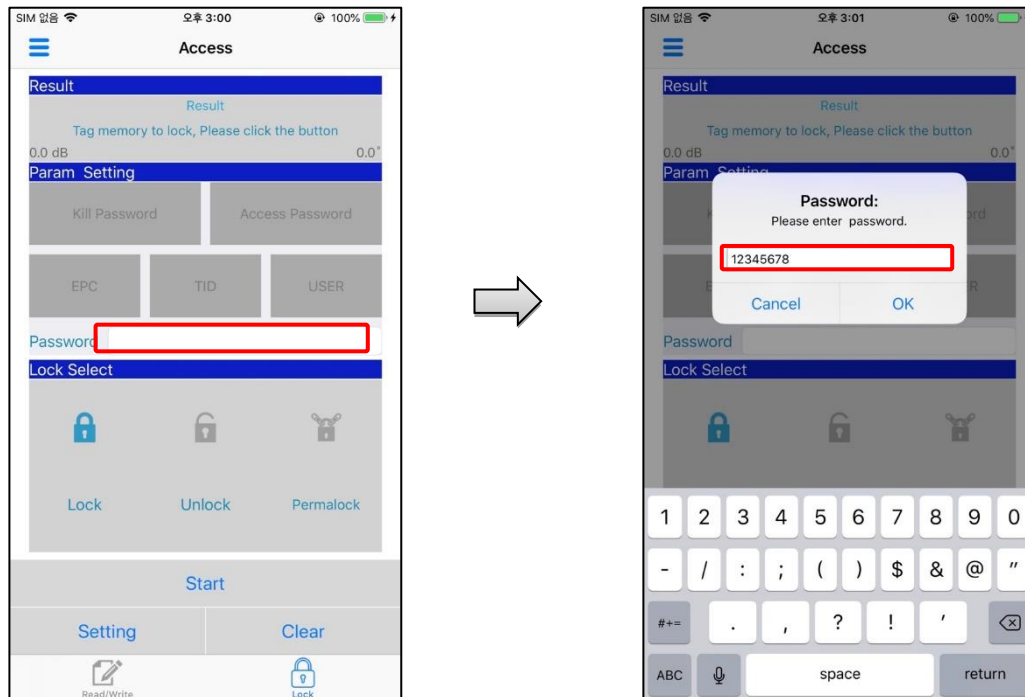 SIM 없음 오후 3:00 100%
Access
Result
Result
Tag memory to lock, Please click the button
0.0 dB 0.0°
Param Setting
Kill Password Access Password
EPC TID USER
Password
Lock Select
Lock Unlock Permalock
Start
Setting Clear
Read/Write Lock
SIM 없음 오후 3:01 100%
Access
Result
Result
Tag memory to lock, Please click the button
0.0 dB 0.0°
Param Setting
Password:
Please enter password.
12345678
Cancel OK
Password
Lock Select
1 2 3 4 5 6 7 8 9 0
- / : ; ( ) $ & @ "
#+= . , ? ! '
ABC space return